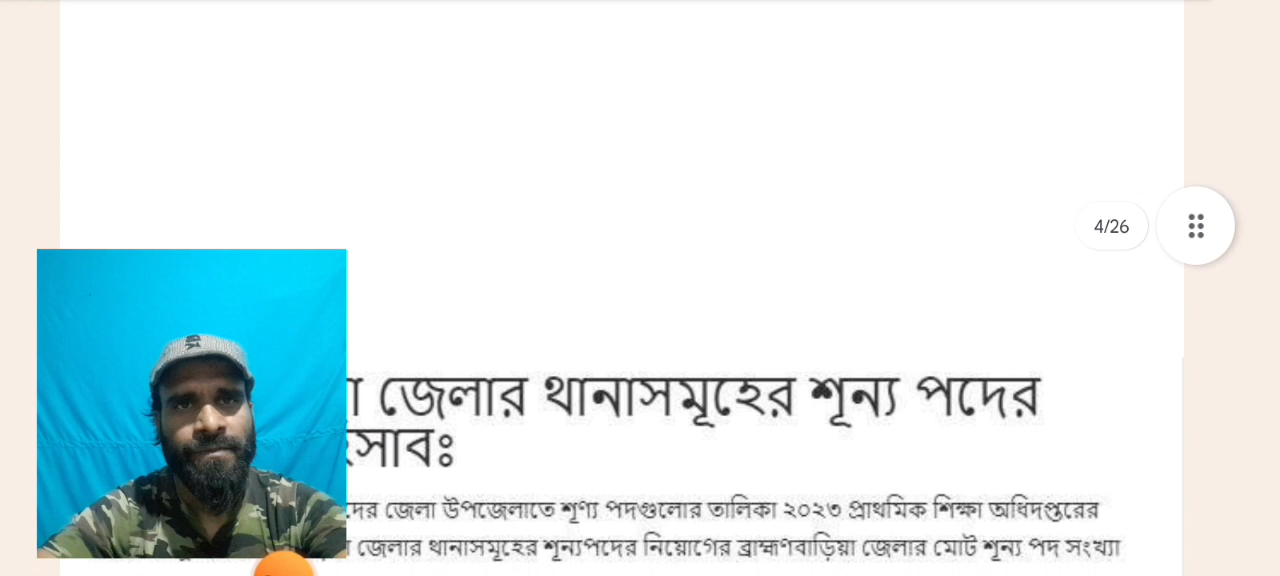 4/26
জেলার থানাসমূহের শূন্য পদের
জেলা উপজেলাতে শূণ্য পদগুলোর তালিকা ২০২৩ প্রাথমিক শিক্ষা অধিদপ্তরের
জেলার থানাসমূহের শূন্যপদের নিয়োগের ব্রাহ্মণবাড়িয়া জেলার মোট শূন্য পদ সংখ্যা